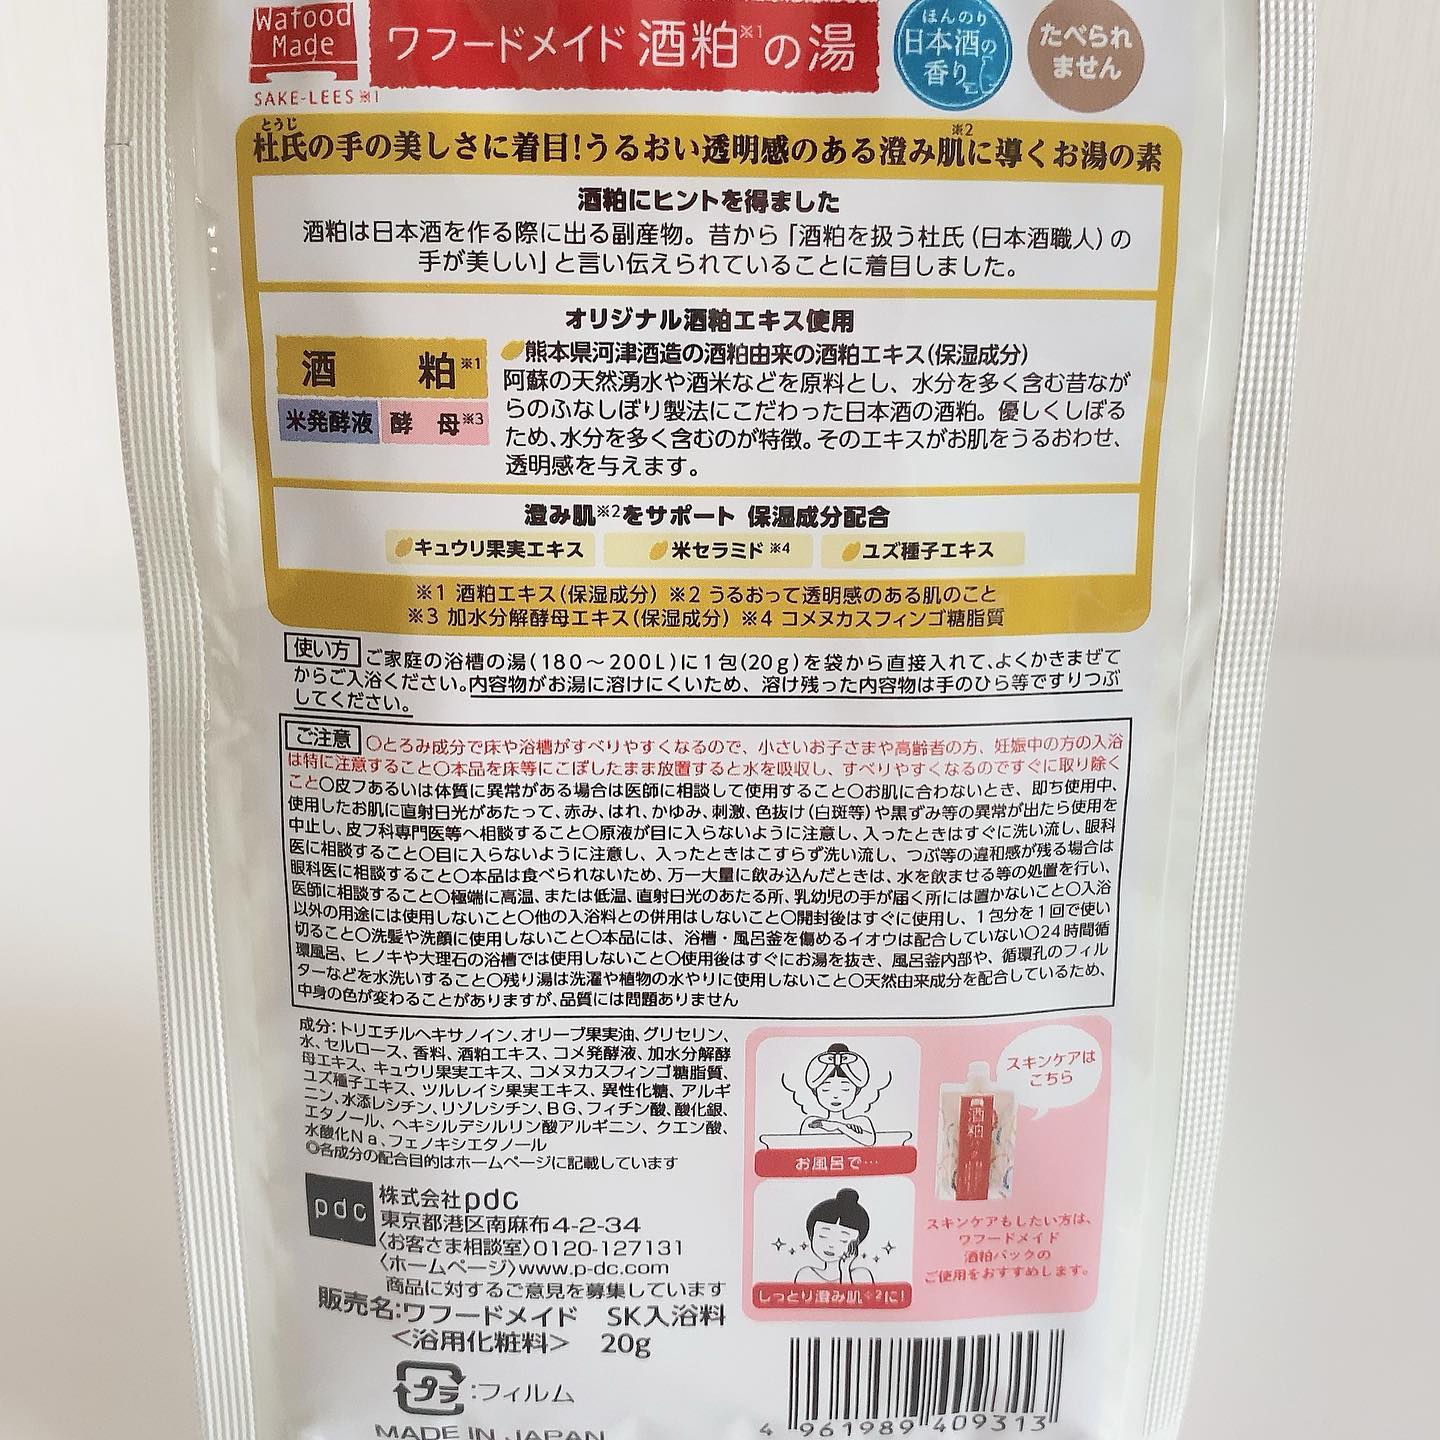 Wafood
Made
SAKE-LEES※1
ワフードメイド 酒粕※1の湯
ほんのり
日本酒の
香り
たべられ
ません
とうじ
杜氏の手の美しさに着目!うるおい透明感のある澄み肌※2に導くお湯の素
酒粕にヒントを得ました
酒粕は日本酒を作る際に出る副産物。昔から「酒粕を扱う杜氏(日本酒職人)の
手が美しい」と言い伝えられていることに着目しました。
オリジナル酒粕エキス使用
酒粕※1
米発酵液 酵母※3
熊本県河津酒造の酒粕由来の酒粕エキス(保湿成分)
阿蘇の天然湧水や酒米などを原料とし、水分を多く含む昔なが
らのふなしぼり製法にこだわった日本酒の酒粕。優しくしぼる
ため、水分を多く含むのが特徴。そのエキスがお肌をうるおわせ、
透明感を与えます。
澄み肌※2をサポート 保湿成分配合
キュウリ果実エキス
米セラミド※4
ユズ種子エキス
※1 酒粕エキス(保湿成分) ※2 うるおって透明感のある肌のこと
※3 加水分解酵母エキス(保湿成分) ※4 コメヌカスフィンゴ糖脂質
使い方 ご家庭の浴槽の湯(180〜200L)に1包(20g)を袋から直接入れて、よくかきまぜて
からご入浴ください。内容物がお湯に溶けにくいため、溶け残った内容物は手のひら等ですりつぶ
してください。
ご注意 〇とろみ成分で床や浴槽がすべりやすくなるので、小さいお子さまや高齢者の方、妊娠中の方の入浴
は特に注意すること〇本品を床等にこぼしたまま放置すると水を吸収し、すべりやすくなるのですぐに取り除く
こと〇皮フあるいは体質に異常がある場合は医師に相談して使用すること〇お肌に合わないとき、即ち使用中、
使用したお肌に直射日光があたって、赤み、はれ、かゆみ、刺激、色抜け(白斑等)や黒ずみ等の異常が出たら使用を
中止し、皮フ科専門医等へ相談すること〇原液が目に入らないように注意し、入ったときはすぐに洗い流し、眼科
医に相談すること〇目に入らないように注意し、入ったときはこすらず洗い流し、つぶ等の違和感が残る場合は
眼科医に相談すること〇本品は食べられないため、万一大量に飲み込んだときは、水を飲ませる等の処置を行い、
医師に相談すること〇極端に高温、または低温、直射日光のあたる所、乳幼児の手が届く所には置かないこと〇入浴
以外の用途には使用しないこと〇他の入浴料との併用はしないこと〇開封後はすぐに使用し、1包分を1回で使い
切ること〇洗髪や洗顔に使用しないこと〇本品には、浴槽・風呂釜を傷めるイオウは配合していない〇24時間循
環風呂、ヒノキや大理石の浴槽では使用しないこと〇使用後はすぐにお湯を抜き、風呂釜内部や、循環孔のフィル
ターなどを水洗いすること〇残り湯は洗濯や植物の水やりに使用しないこと〇天然由来成分を配合しているため、
中身の色が変わることがありますが、品質には問題ありません
成分:トリエチルヘキサノイン、オリーブ果実油、グリセリン、
水、セルロース、香料、酒粕エキス、コメ発酵液、加水分解酵
母エキス、キュウリ果実エキス、コメヌカスフィンゴ糖脂質、
ユズ種子エキス、ツルレイシ果実エキス、異性化糖、アルギ
ニン、水添レシチン、リゾレシチン、BG、フィチン酸、酸化銀、
エタノール、ヘキシルデシルリン酸アルギニン、クエン酸、
水酸化Na、フェノキシエタノール
◎各成分の配合目的はホームページに記載しています
pdc
株式会社pdc
東京都港区南麻布4-2-34
〈お客さま相談室〉0120-127131
〈ホームページ〉www.p-dc.com
商品に対するご意見を募集しています
販売名:ワフードメイド SK入浴料
<浴用化粧料> 20g
プラ:フィルム
MADE IN JAPAN
お風呂で…
しっとり澄み肌※2に!
スキンケアは
こちら
酒粕
パック
スキンケアもしたい方は、
ワフードメイド
酒粕パックの
ご使用をおすすめします。
4 961989 409313